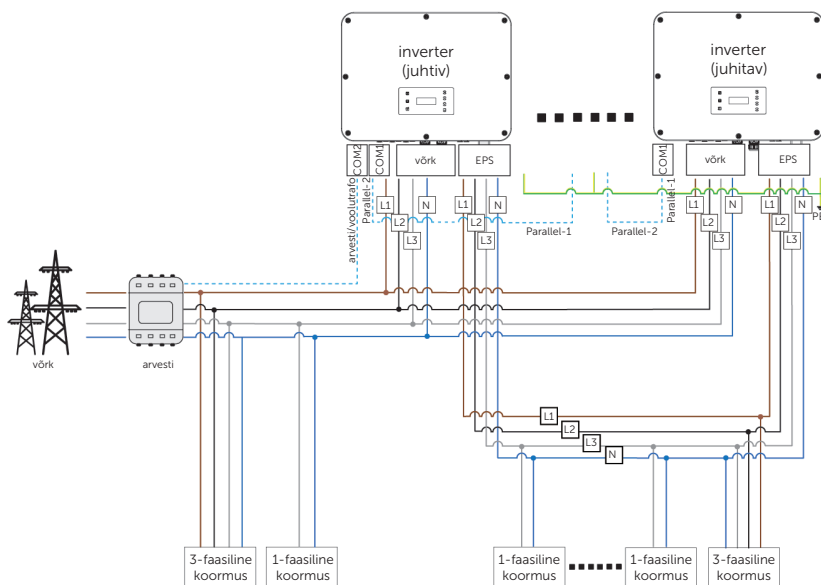 inverter
(juhtiv)
inverter
(juhitav)
COM2
COM1
võrk
EPS
COM1
võrk
EPS
arvesti/voolutrafo
Parallel-2
Parallel-1
L1
L2
L3
N
L1
L2
L3
N
L1
L2
L3
N
L1
L2
L3
N
PE
Parallel-1
Parallel-2
võrk
arvesti
L1
L2
L3
N
3-faasiline
koormus
1-faasiline
koormus
1-faasiline
koormus
1-faasiline
koormus
3-faasiline
koormus